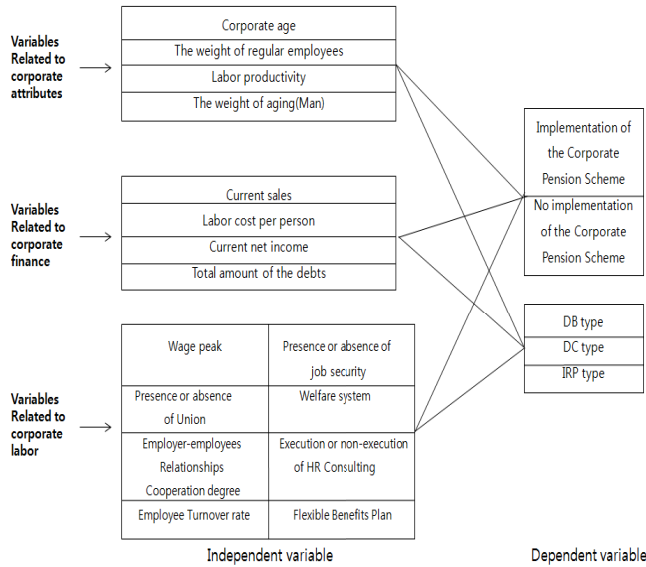 Variables
Related to
corporate
attributes
Corporate age
The weight of regular employees
Labor productivity
The weight of aging(Man)
Variables
Related to
corporate
finance
Current sales
Labor cost per person
Current net income
Total amount of the debts
Variables
Related to
corporate
labor
Wage peak
Presence or absence of
job security
Presence or absence
of Union
Welfare system
Employer-employees
Relationships
Cooperation degree
Execution or non-execution
of HR Consulting
Employee Turnover rate
Flexible Benefits Plan
Independent variable
Implementation of
the Corporate
Pension Scheme
No implementation
of the Corporate
Pension Scheme
DB type
DC type
IRP type
Dependent variable